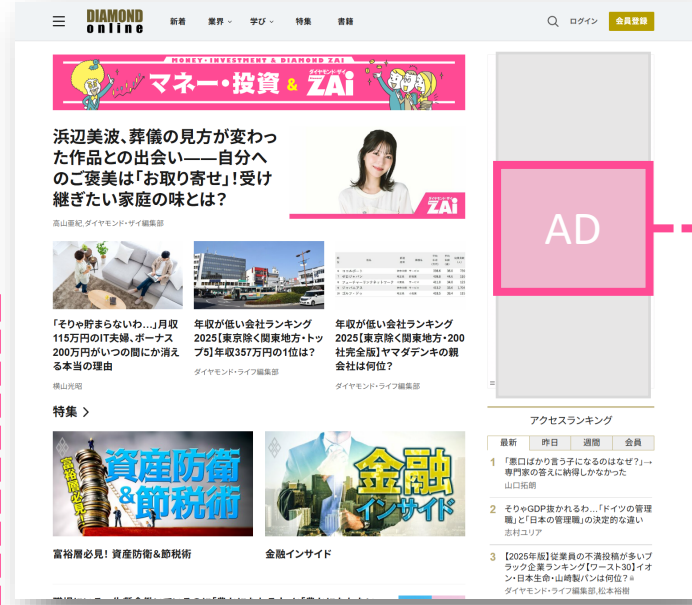 DIAMOND
online
新着
業界
学び
特集
書籍
ログイン
会員登録
MONEY・INVESTMENT & DIAMOND ZAI
マネー・投資 & ダイヤモンド・ザイ ZAi
浜辺美波、葬儀の見方が変わっ
た作品との出会い――自分へ
のご褒美は「お取り寄せ」！受け
継ぎたい家庭の味とは？
高山亜紀,ダイヤモンド・ザイ編集部
ZAi
「そりゃ貯まらないわ…」月収
115万円のIT夫婦、ボーナス
200万円がいつの間にか消え
る本当の理由
横山光昭
年収が低い会社ランキング
2025【東京除く関東地方・トッ
プ5】年収357万円の1位は？
ダイヤモンド・ライフ編集部
年収が低い会社ランキング
2025【東京除く関東地方・200
社完全版】ヤマダデンキの親
会社は何位？
ダイヤモンド・ライフ編集部
特集
富裕層必見！
資産防衛
&節税術
富裕層必見！ 資産防衛&節税術
金融
インサイド
金融インサイド
AD
アクセスランキング
最新
昨日
週間
会員
1
「悪口ばかり言う子になるのはなぜ？」→
専門家の答えに納得しかなかった
山口拓朗
2
そりゃGDP抜かれるわ…「ドイツの管理
職」と「日本の管理職」の決定的な違い
志村ユリア
3
【2025年版】従業員の不満投稿が多いブ
ラック企業ランキング【ワースト30】イオ
ン・日本生命・山崎製パンは何位？
ダイヤモンド・ライフ編集部,松本裕樹